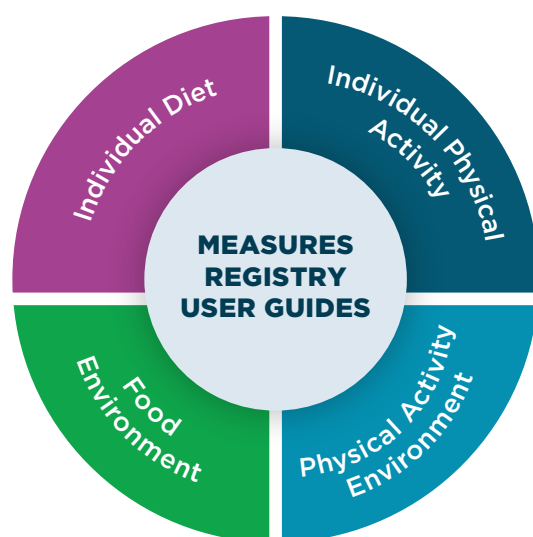 Individual Diet
Individual Physical
Activity
MEASURES
REGISTRY
USER GUIDES
Food
Environment
Physical Activity
Environment